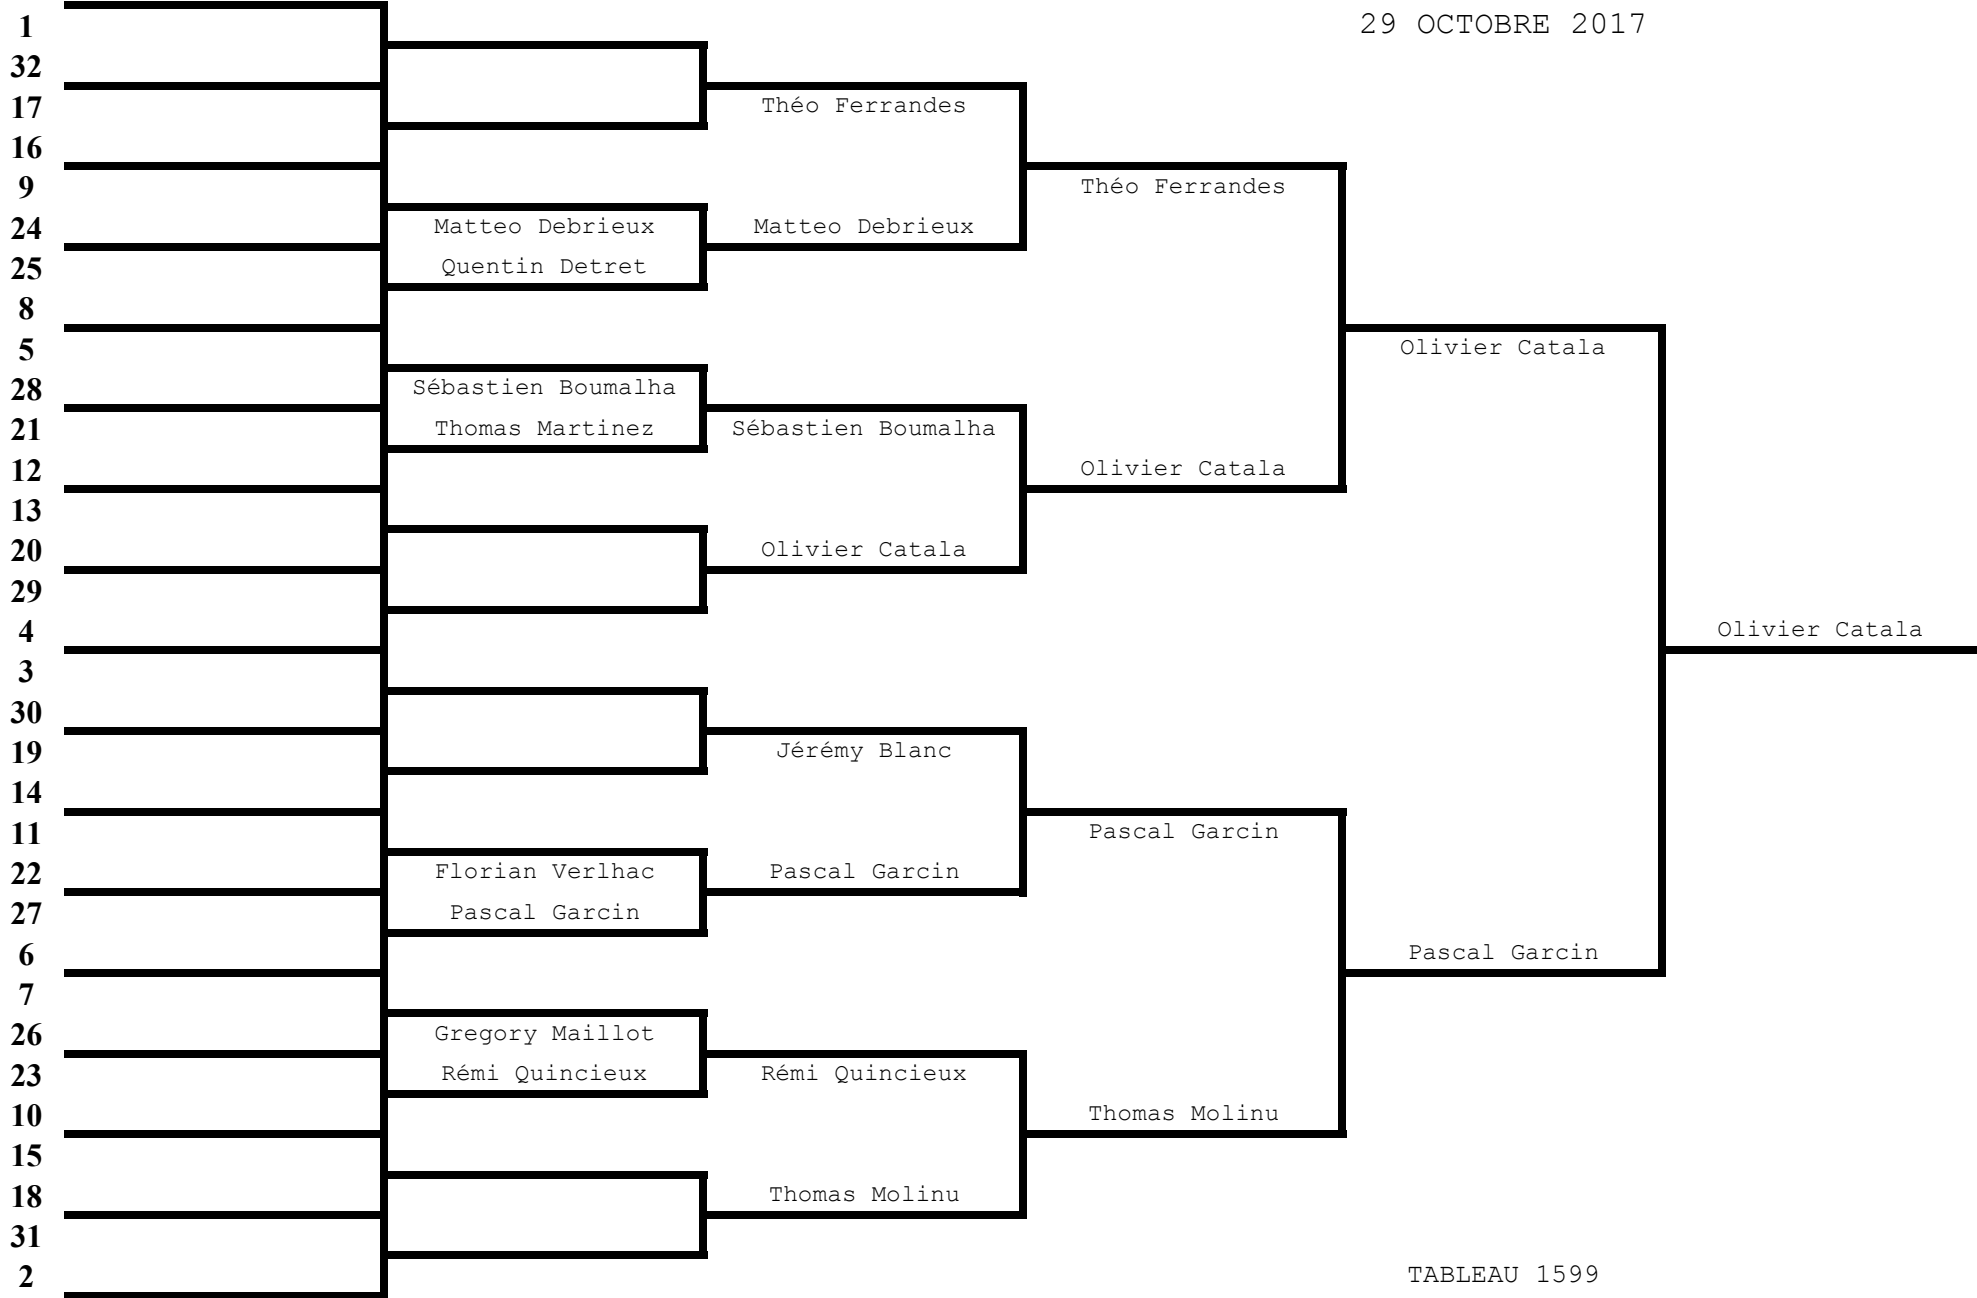 29 OCTOBRE 2017
1
32
17
16
9
24
25
8
5
28
21
12
13
20
29
4
3
30
19
14
11
22
27
6
7
26
23
10
15
18
31
2
Matteo Debrieux
Quentin Detret
Sébastien Boumalha
Thomas Martinez
Florian Verlhac
Pascal Garcin
Gregory Maillot
Rémi Quincieux
Théo Ferrandes
Matteo Debrieux
Sébastien Boumalha
Olivier Catala
Jérémy Blanc
Pascal Garcin
Rémi Quincieux
Thomas Molinu
Théo Ferrandes
Olivier Catala
Pascal Garcin
Thomas Molinu
Olivier Catala
Pascal Garcin
Olivier Catala
TABLEAU 1599